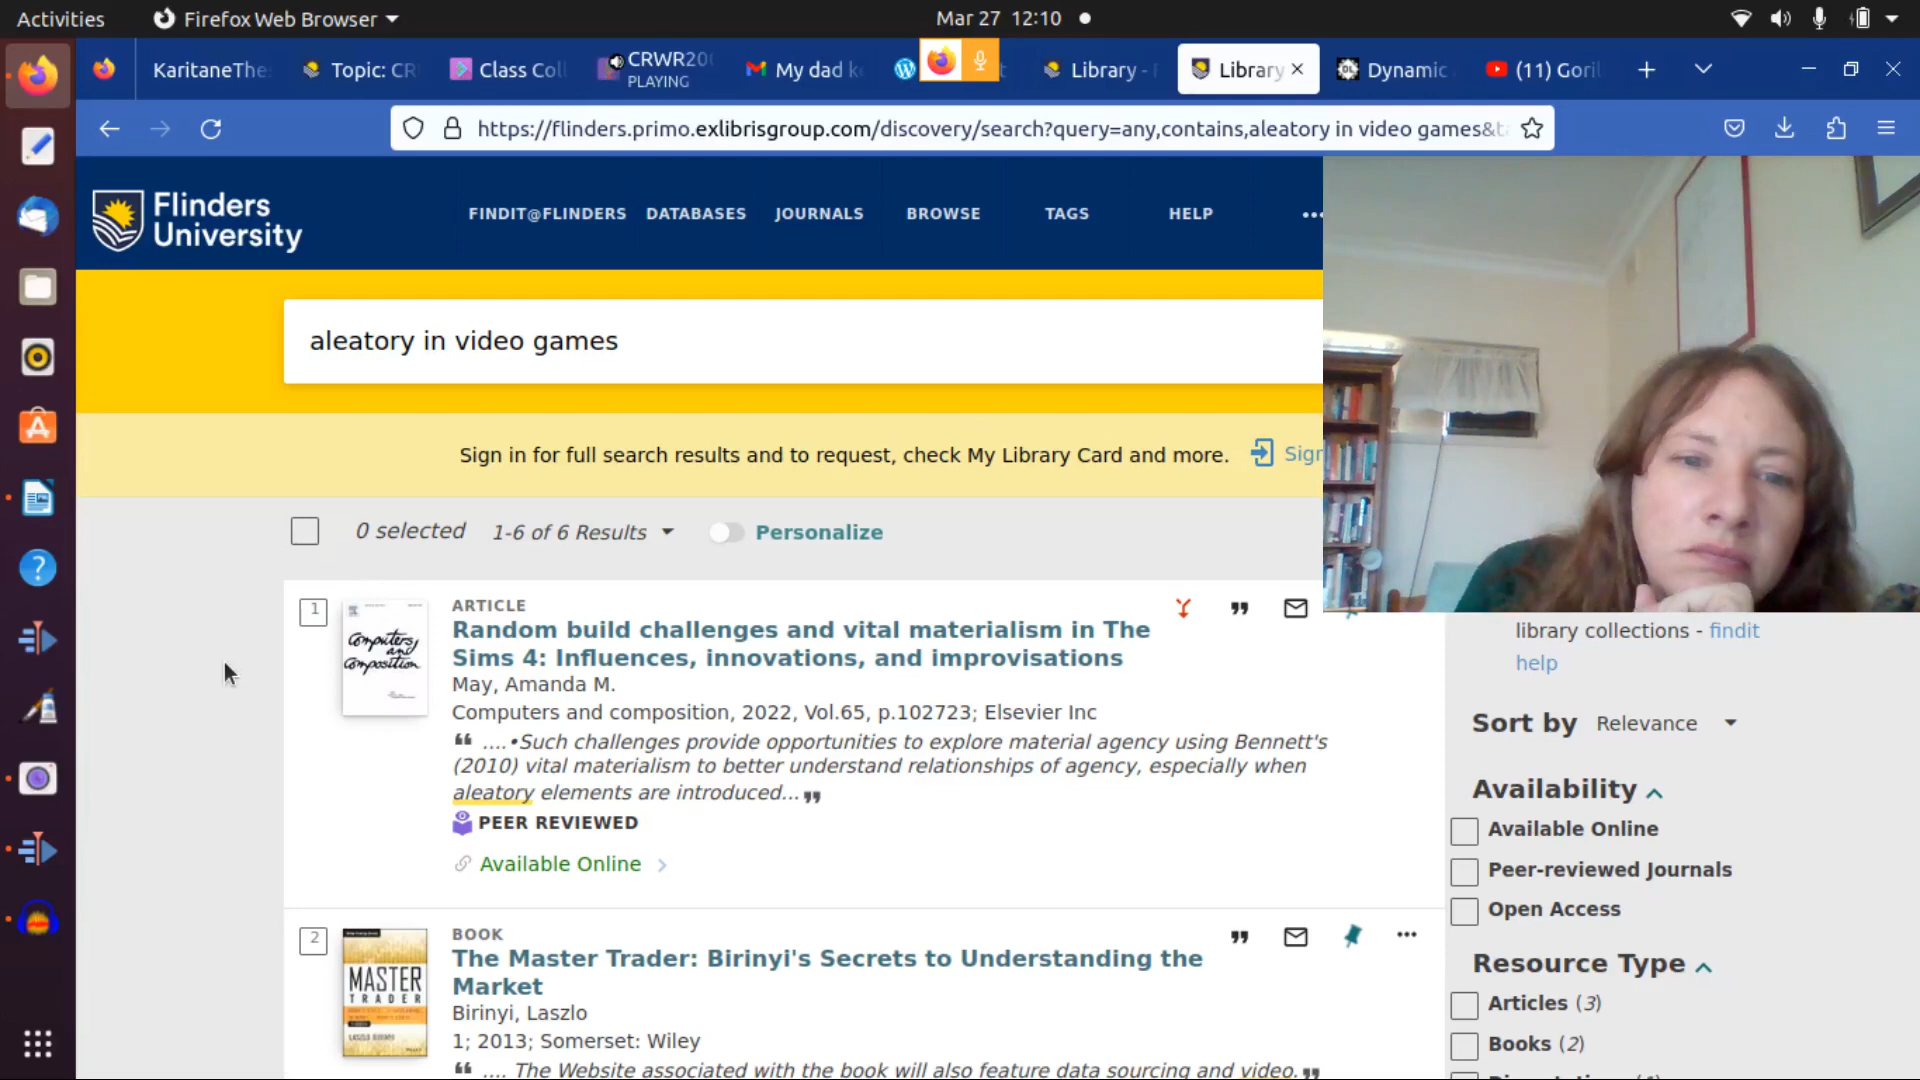 Activities
Firefox Web Browser
Mar 27 12:10
KaritaneThe
Topic: CR
Class Coll
CRWR20
PLAYING
My dad k
Library -
Library
Dynamic
(11) Goril
https://flinders.primo.exlibrisgroup.com/discovery/search?query=any,contains,aleatory in video games&t
Flinders
University
FINDIT@FLINDERS
DATABASES
JOURNALS
BROWSE
TAGS
HELP
aleatory in video games
Sign in for full search results and to request, check My Library Card and more.
Sign
0 selected
1-6 of 6 Results
Personalize
1
ARTICLE
Random build challenges and vital materialism in The
Sims 4: Influences, innovations, and improvisations
May, Amanda M.
Computers and composition, 2022, Vol.65, p.102723; Elsevier Inc
....•Such challenges provide opportunities to explore material agency using Bennett's
(2010) vital materialism to better understand relationships of agency, especially when
aleatory elements are introduced...
PEER REVIEWED
Available Online
computers
and
composition
2
BOOK
The Master Trader: Birinyi's Secrets to Understanding the
Market
Birinyi, Laszlo
1; 2013; Somerset: Wiley
.... The Website associated with the book will also feature data sourcing and video.
MASTER
TRADER
library collections - findit
help
Sort by
Relevance
Availability
Available Online
Peer-reviewed Journals
Open Access
Resource Type
Articles (3)
Books (2)